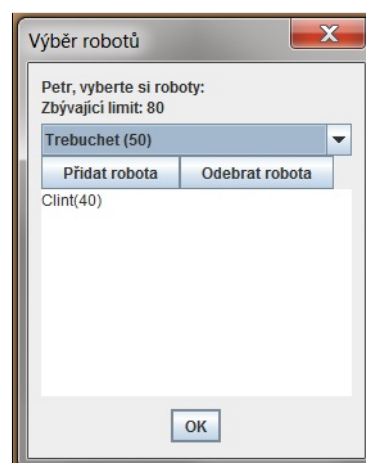 Výběr robotů
Petr, vyberte si roboty:
Zbývající limit: 80
Trebuchet (50)
Přidat robota
Odebrat robota
Clint(40)
OK